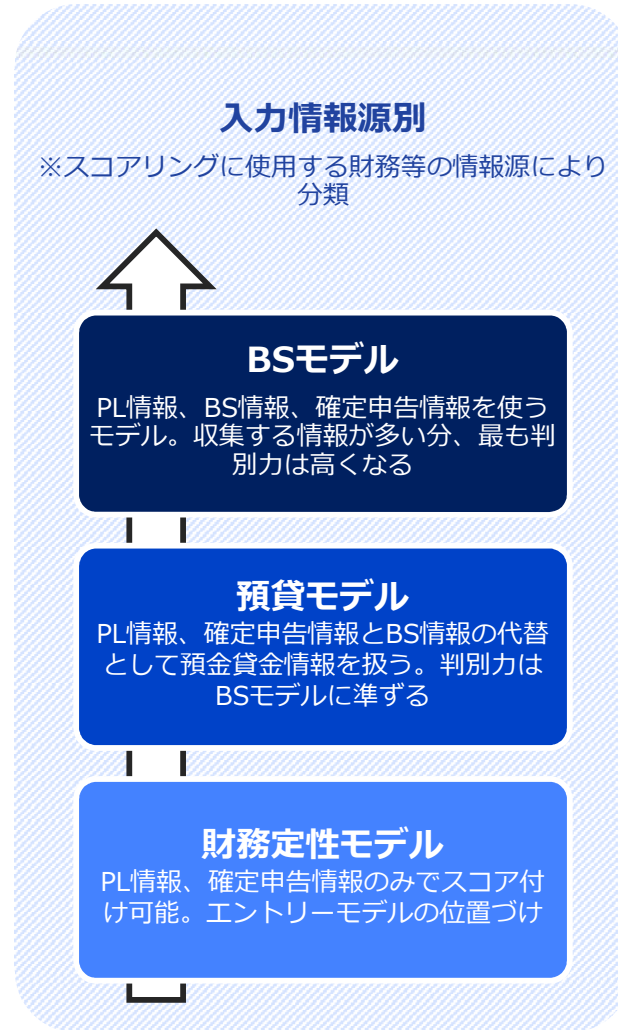 入力情報源別
※スコアリングに使用する財務等の情報源により
分類
BSモデル
PL情報、BS情報、確定申告情報を使う
モデル。収集する情報が多い分、最も判
別力は高くなる
預貸モデル
PL情報、確定申告情報とBS情報の代替
として預金貸金情報を扱う。判別力は
BSモデルに準ずる
財務定性モデル
PL情報、確定申告情報のみでスコア付
け可能。エントリーモデルの位置づけ